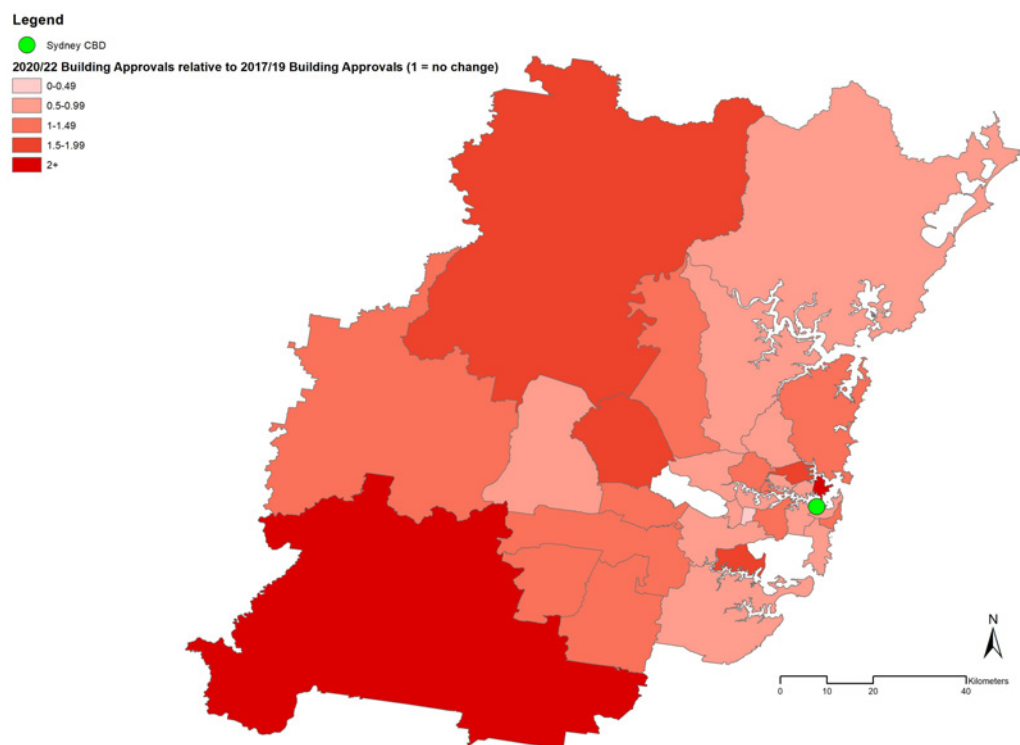 Legend
Sydney CBD
2020/22 Building Approvals relative to 2017/19 Building Approvals (1 = no change)
0-0.49
0.5-0.99
1-1.49
1.5-1.99
2+
N
Kilometers
0 10 20 40